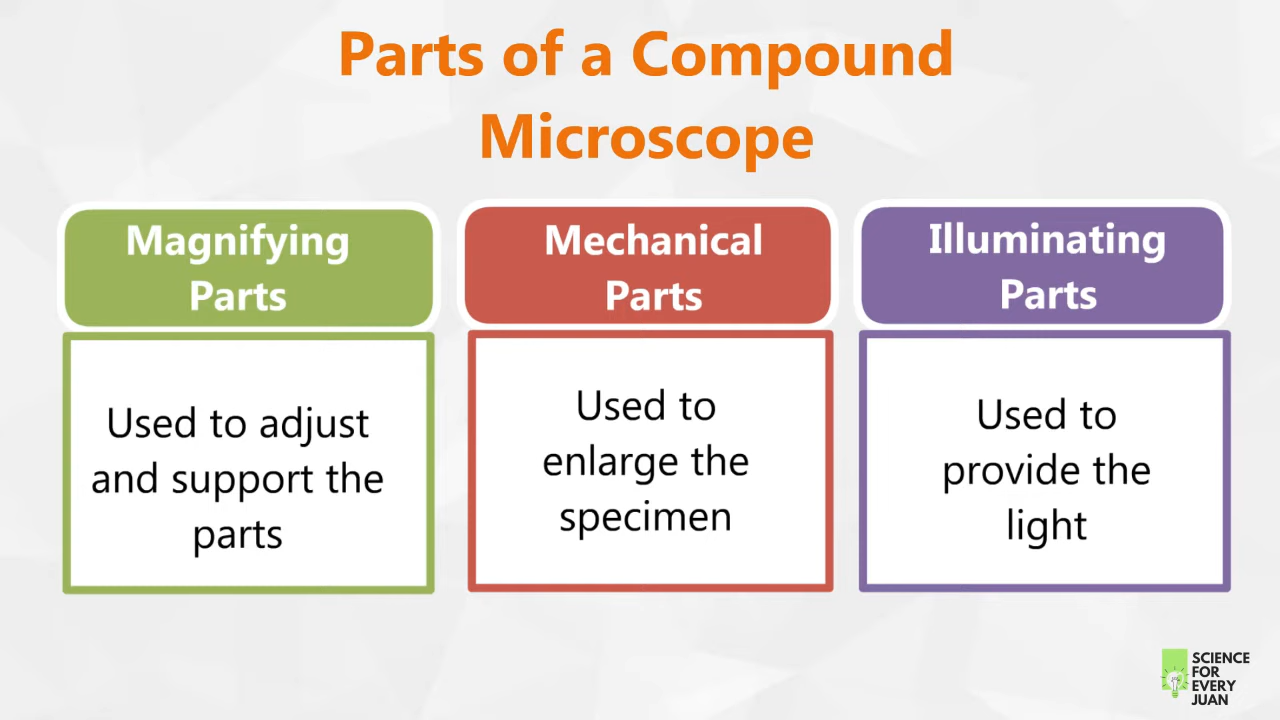 Parts of a Compound
Microscope
Magnifying
Parts
Used to adjust
and support the
parts
Mechanical
Parts
Used to
enlarge the
specimen
Illuminating
Parts
Used to
provide the
light
SCIENCE
FOR
EVERY
JUAN